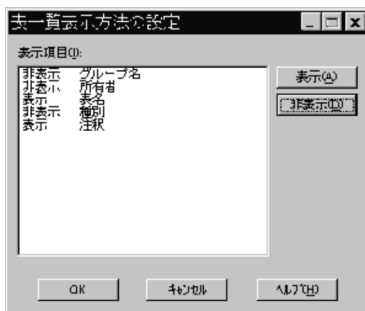 表一覧表示方法の設定
表示項目(I):
非表示 グループ名
非表示 所有者
表示 表名
非表示 種別
表示 注釈
表示(A)
非表示(D)
OK
キャンセル
ヘルプ(H)